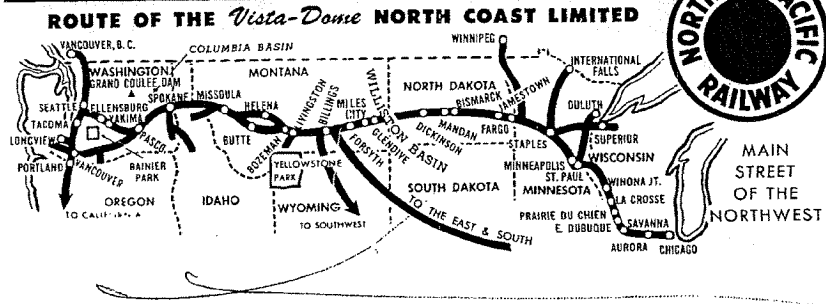 ROUTE OF THE Vista-Dome NORTH COAST LIMITED
NORTHERN PACIFIC
RAILWAY
VANCOUVER, B.C.
COLUMBIA BASIN
WINNIPEG
INTERNATIONAL
FALLS
WASHINGTON
GRAND COULEE DAM
MONTANA
NORTH DAKOTA
SEATTLE
ELLENSBURG
YAKIMA
SPOKANE
MISSOULA
HELENA
LIVINGSTON
BILLINGS
MILES
CITY
WILLISTON BASIN
BISMARCK
JAMESTOWN
DULUTH
TACOMA
LONGVIEW
PORTLAND
VANCOUVER
RAINIER
PARK
PASCO
BUTTE
BOZEMAN
YELLOWSTONE
PARK
FORSYTH
GLENDIVE
DICKINSON
MANDAN
FARGO
STAPLES
SUPERIOR
MINNEAPOLIS
ST. PAUL
WISCONSIN
MINNESOTA
WINONA JT.
LA CROSSE
PRAIRIE DU CHIEN
E. DUBUQUE
SAVANNA
AURORA
CHICAGO
OREGON
TO CALIFORNIA
IDAHO
WYOMING
TO SOUTHWEST
SOUTH DAKOTA
TO THE EAST & SOUTH
MAIN
STREET
OF THE
NORTHWEST